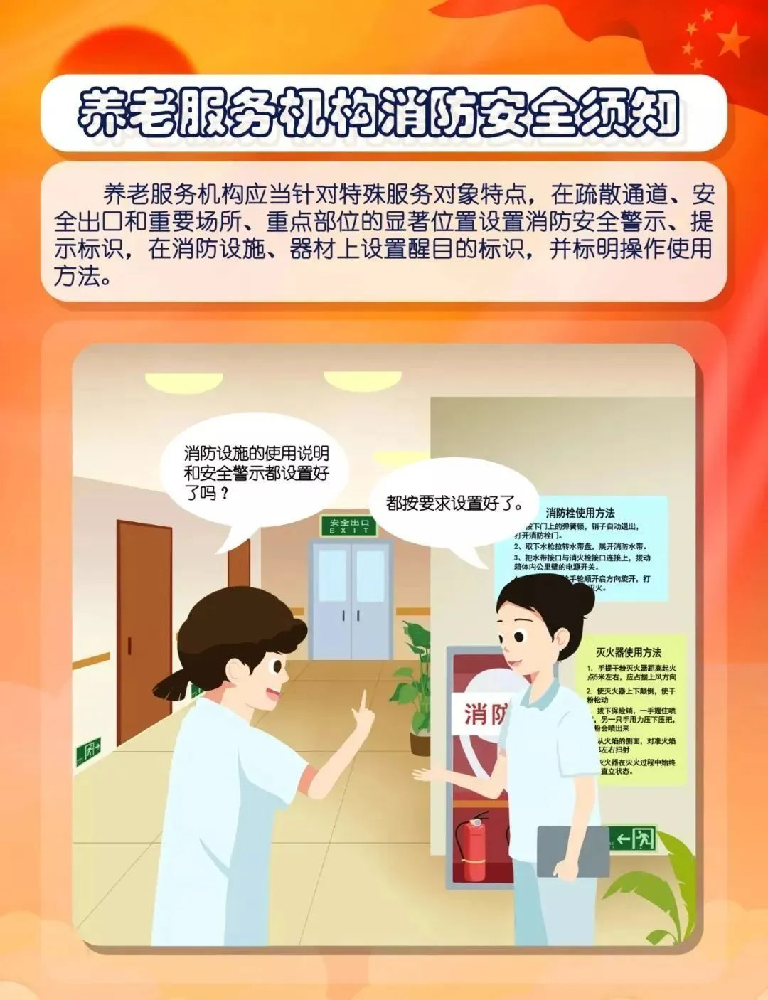 养老服务机构消防安全须知
养老服务机构应当针对特殊服务对象特点，在疏散通道、安
全出口和重要场所、重点部位的显著位置设置消防安全警示、提
示标识，在消防设施、器材上设置醒目的标识，并标明操作使用
方法。
消防设施的使用说明
和安全警示都设置好
了吗？
都按要求设置好了。
安全出口
EXIT
消防栓使用方法
按下门上的弹簧锁，销子自动退出，
打开消防栓门。
2、取下水枪拉转水带盘，展开消防水带。
3、把水带接口与消火栓接口连接上，拔动
箱体内公里壁的电源开关。
手轮顺开启方向旋开，打
灭火。
消防
灭火器使用方法
1. 手提干粉灭火器距离起火
点5米左右，应占据上风方向
2. 使灭火器上下颠倒，使干
粉松动
拔下保险销，一手握住喷
，另一只手用力压下压把，
粉会喷出来
从火焰的侧面，对准火焰
左右扫射
灭火器在灭火过程中始终
直立状态。